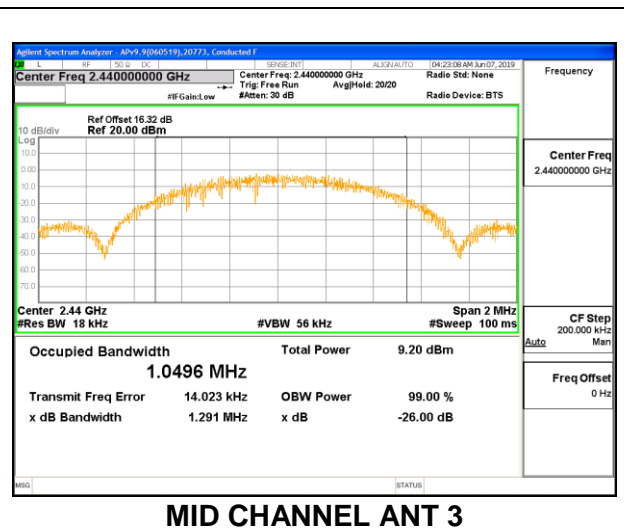 Agilent Spectrum Analyzer - APv9.9(060519),20773, Conducted F
L RF 50 Ω DC SENSE:INT ALIGN AUTO 04:23:08 AM Jun 07, 2019
Center Freq 2.440000000 GHz
Center Freq: 2.440000000 GHz Radio Std: None
Trig: Free Run Avg|Hold: 20/20
#IFGain:Low #Atten: 30 dB Radio Device: BTS
Frequency
Ref Offset 16.32 dB
10 dB/div Ref 20.00 dBm
Log
10.0
0.00
-10.0
-20.0
-30.0
-40.0
-50.0
-60.0
-70.0
Center 2.44 GHz Span 2 MHz
#Res BW 18 kHz #VBW 56 kHz #Sweep 100 ms
Center Freq
2.440000000 GHz
CF Step
200.000 kHz
Auto Man
Freq Offset
0 Hz
Occupied Bandwidth Total Power 9.20 dBm
1.0496 MHz
Transmit Freq Error 14.023 kHz OBW Power 99.00 %
x dB Bandwidth 1.291 MHz x dB -26.00 dB
MSG STATUS
MID CHANNEL ANT 3